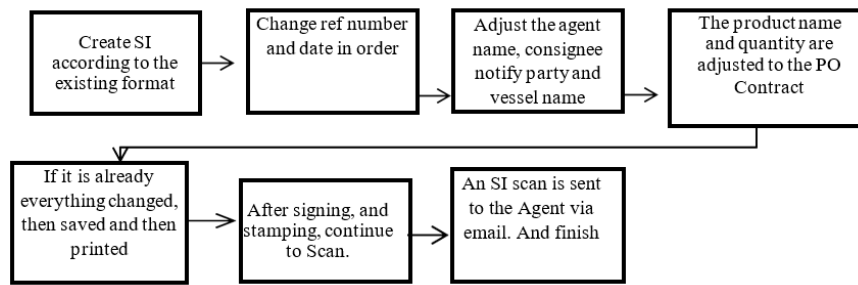 Create SI
according to the
existing format
Change ref number
and date in order
Adjust the agent
name, consignee
notify party and
vessel name
The product name
and quantity are
adjusted to the PO
Contract
If it is already
everything changed,
then saved and then
printed
After signing, and
stamping, continue
to Scan.
An SI scan is sent
to the Agent via
email. And finish